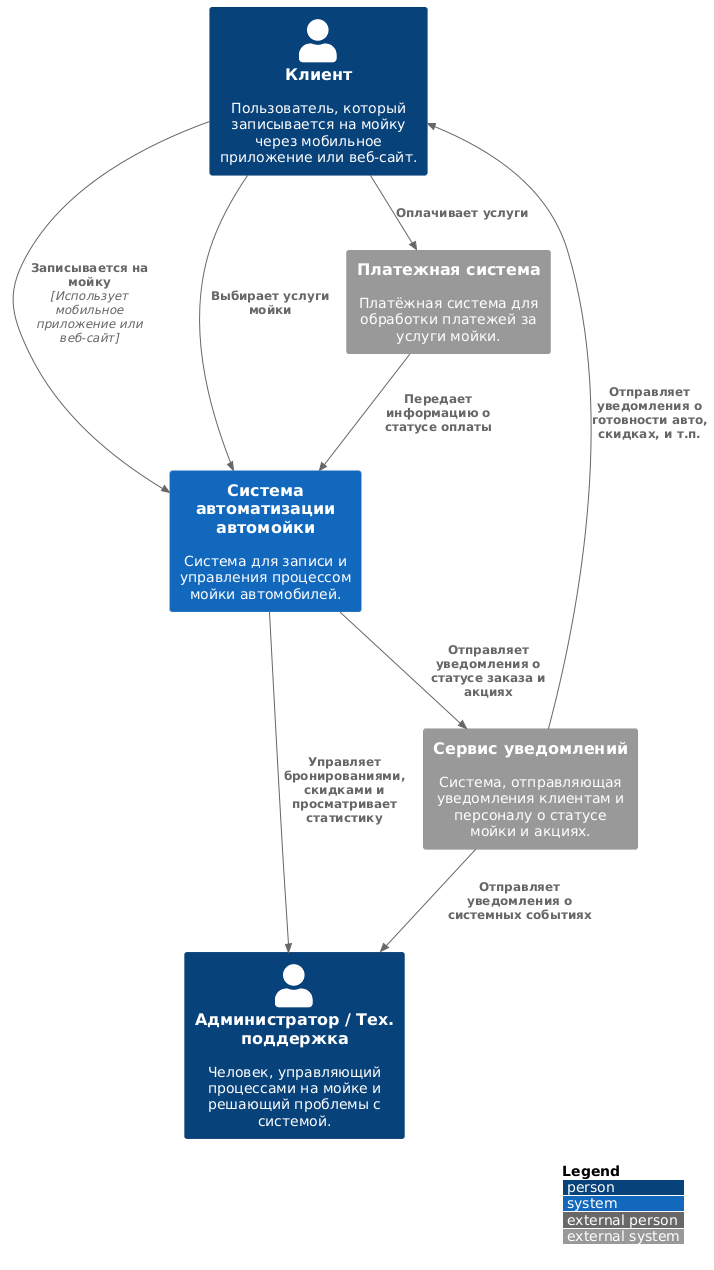 Клиент
Пользователь, который
записывается на мойку
через мобильное
приложение или веб-сайт.
Оплачивает услуги
Записывается на
мойку
[Использует
мобильное
приложение или
веб-сайт]
Выбирает услуги
мойки
Платежная система
Платёжная система для
обработки платежей за
услуги мойки.
Передает
информацию о
статусе оплаты
Отправляет
уведомления о
готовности авто,
скидках, и т.п.
Система
автоматизации
автомойки
Система для записи и
управления процессом
мойки автомобилей.
Отправляет
уведомления о
статусе заказа и
акциях
Управляет
бронированиями,
скидками и
просматривает
статистику
Сервис уведомлений
Система, отправляющая
уведомления клиентам и
персоналу о статусе
мойки и акциях.
Отправляет
уведомления о
системных событиях
Администратор / Тех.
поддержка
Человек, управляющий
процессами на мойке и
решающий проблемы с
системой.
Legend
person
system
external person
external system